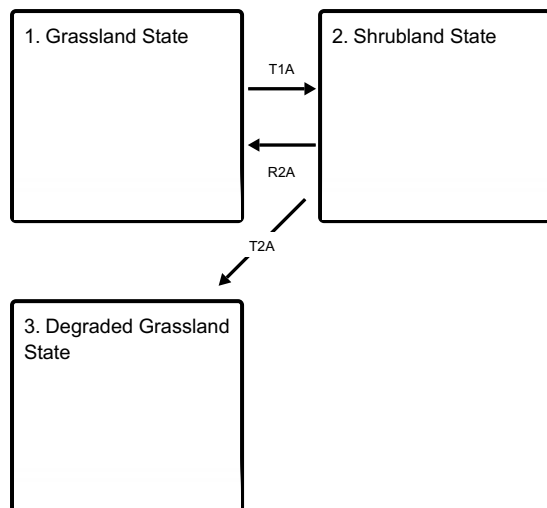 1. Grassland State
2. Shrubland State
T1A
R2A
T2A
3. Degraded Grassland
State